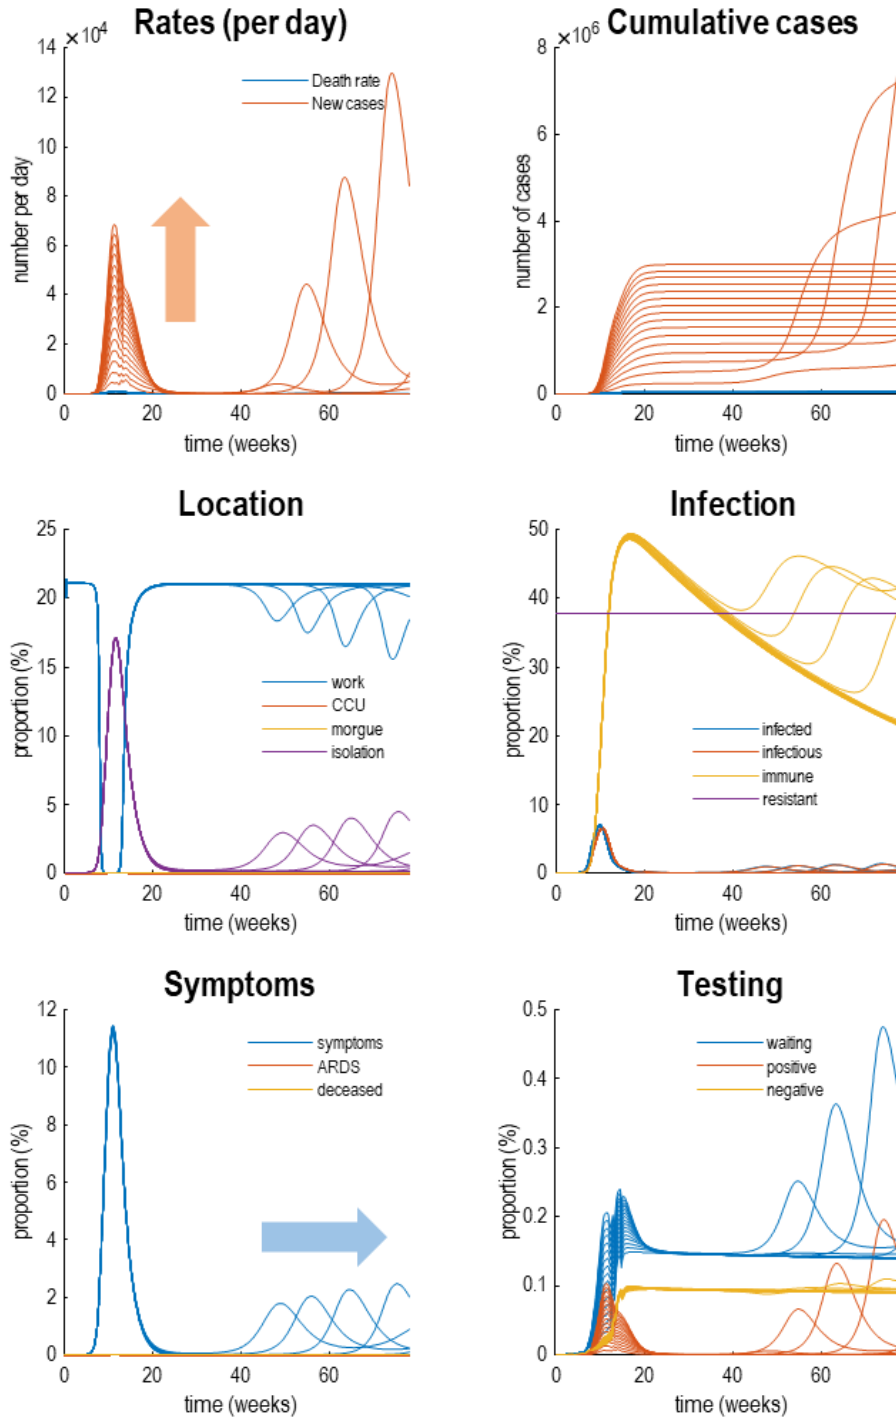 Rates (per day)
×10⁴
14
12
10
8
6
4
2
0
number per day
Death rate
New cases
0 20 40 60
time (weeks)
Cumulative cases
×10⁶
8
6
4
2
0
number of cases
0 20 40 60
time (weeks)
Location
25
20
15
10
5
0
proportion (%)
work
CCU
morgue
isolation
0 20 40 60
time (weeks)
Infection
50
40
30
20
10
0
proportion (%)
infected
infectious
immune
resistant
0 20 40 60
time (weeks)
Symptoms
12
10
8
6
4
2
0
proportion (%)
symptoms
ARDS
deceased
0 20 40 60
time (weeks)
Testing
0.5
0.4
0.3
0.2
0.1
0
proportion (%)
waiting
positive
negative
0 20 40 60
time (weeks)